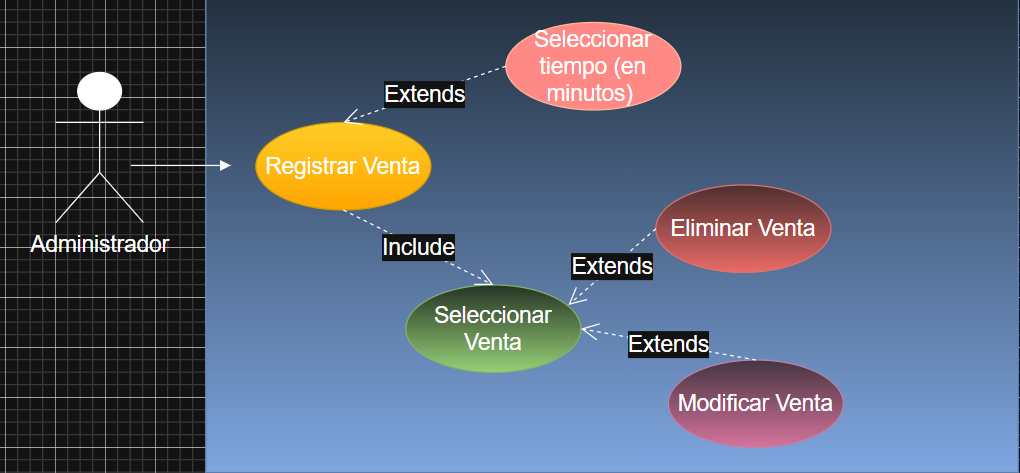 Seleccionar
tiempo (en
minutos)
Extends
Registrar Venta
Administrador
Include
Eliminar Venta
Extends
Seleccionar
Venta
Extends
Modificar Venta